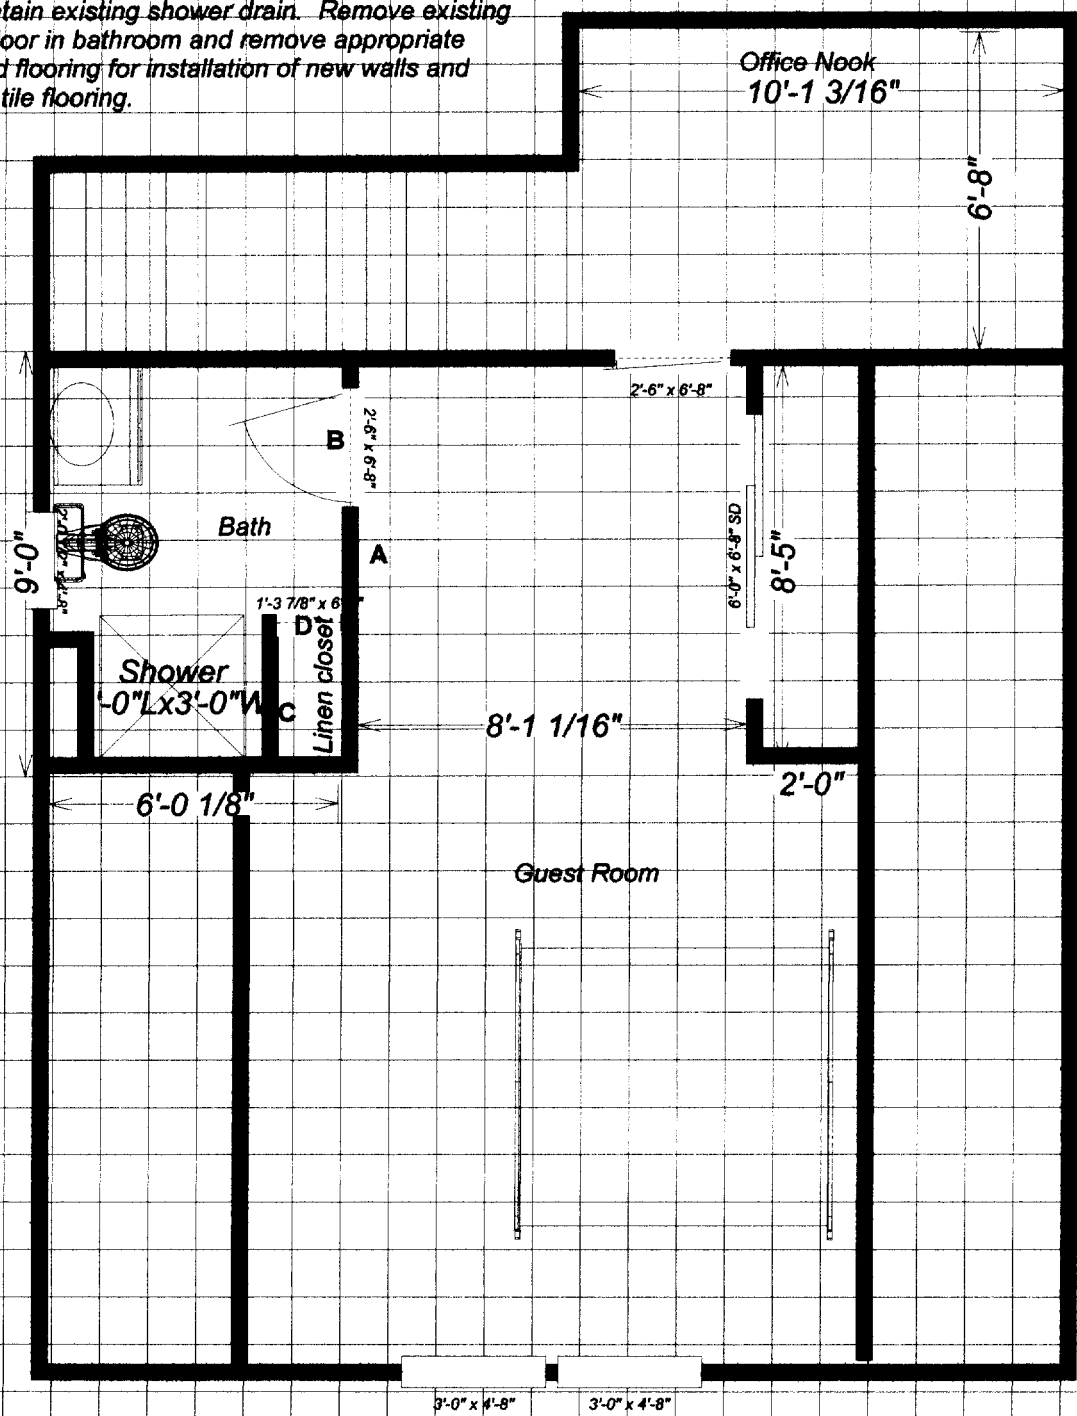 tain existing shower drain. Remove existing
oor in bathroom and remove appropriate
d flooring for installation of new walls and
tile flooring.
Office Nook
10'-1 3/16"
6'-8"
2'-6" x 6'-8"
B
2'-6" x 6'-8"
Bath
A
9'-0"
6'-0" x 6'-8" SD
8'-5"
1'-3 7/8" x 6'
D
Linen closet
Shower
'-0"Lx3'-0"W
C
8'-1 1/16"
2'-0"
6'-0 1/8"
Guest Room
3'-0" x 4'-8"
3'-0" x 4'-8"